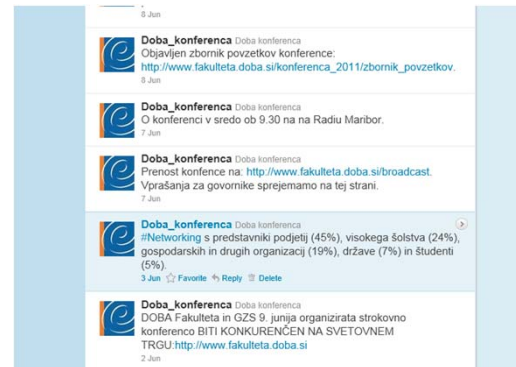 8 Jun
Doba_konferenca Doba konferenca
Objavljen zbornik povzetkov konference:
http://www.fakulteta.doba.si/konferenca_2011/zbornik_povzetkov.
8 Jun
Doba_konferenca Doba konferenca
O konferenci v sredo ob 9.30 na na Radiu Maribor.
7 Jun
Doba_konferenca Doba konferenca
Prenost konfence na: http://www.fakulteta.doba.si/broadcast.
Vprašanja za govornike sprejemamo na tej strani.
7 Jun
Doba_konferenca Doba konferenca
#Networking s predstavniki podjetij (45%), visokega šolstva (24%),
gospodarskih in drugih organizacij (19%), države (7%) in študenti
(5%).
3 Jun Favorite Reply Delete
Doba_konferenca Doba konferenca
DOBA Fakulteta in GZS 9. junija organizirata strokovno
konferenco BITI KONKURENČEN NA SVETOVNEM
TRGU:http://www.fakulteta.doba.si
2 Jun